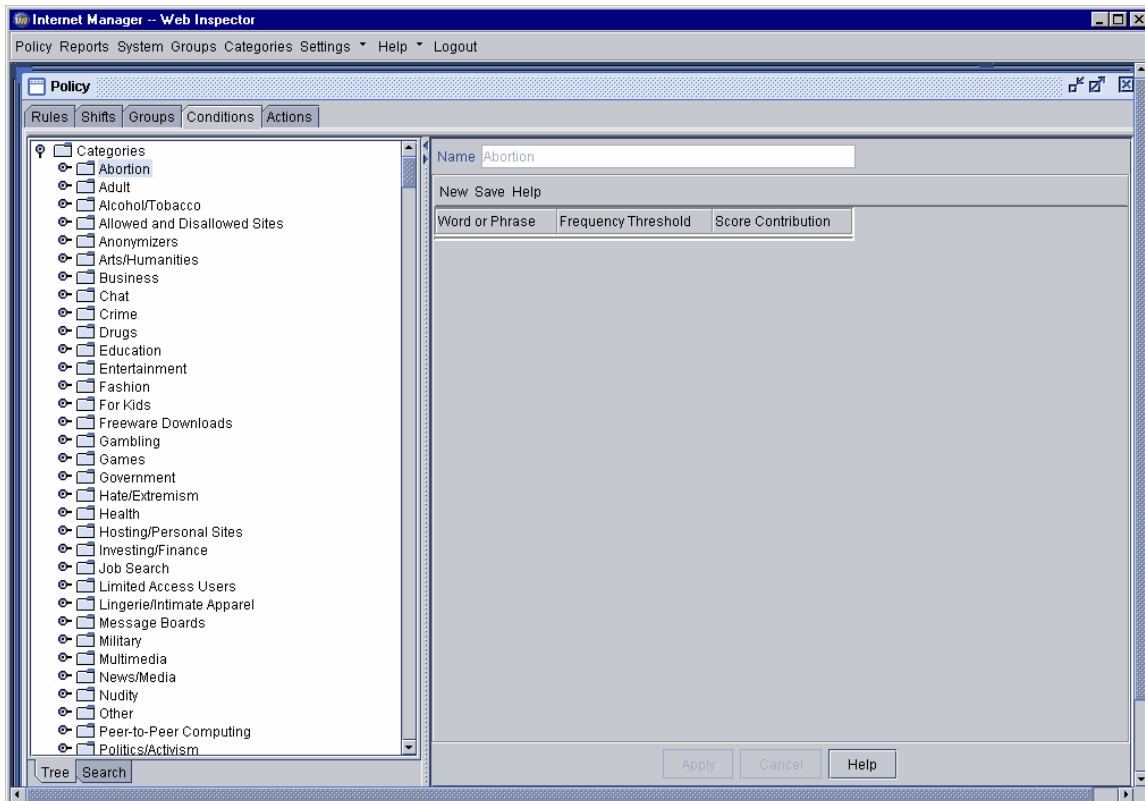 Internet Manager -- Web Inspector
Policy Reports System Groups Categories Settings Help Logout
Policy
Rules Shifts Groups Conditions Actions
Categories
Abortion
Adult
Alcohol/Tobacco
Allowed and Disallowed Sites
Anonymizers
Arts/Humanities
Business
Chat
Crime
Drugs
Education
Entertainment
Fashion
For Kids
Freeware Downloads
Gambling
Games
Government
Hate/Extremism
Health
Hosting/Personal Sites
Investing/Finance
Job Search
Limited Access Users
Lingerie/Intimate Apparel
Message Boards
Military
Multimedia
News/Media
Nudity
Other
Peer-to-Peer Computing
Politics/Activism
Tree Search
Name Abortion
New Save Help
Word or Phrase Frequency Threshold Score Contribution
Apply Cancel Help